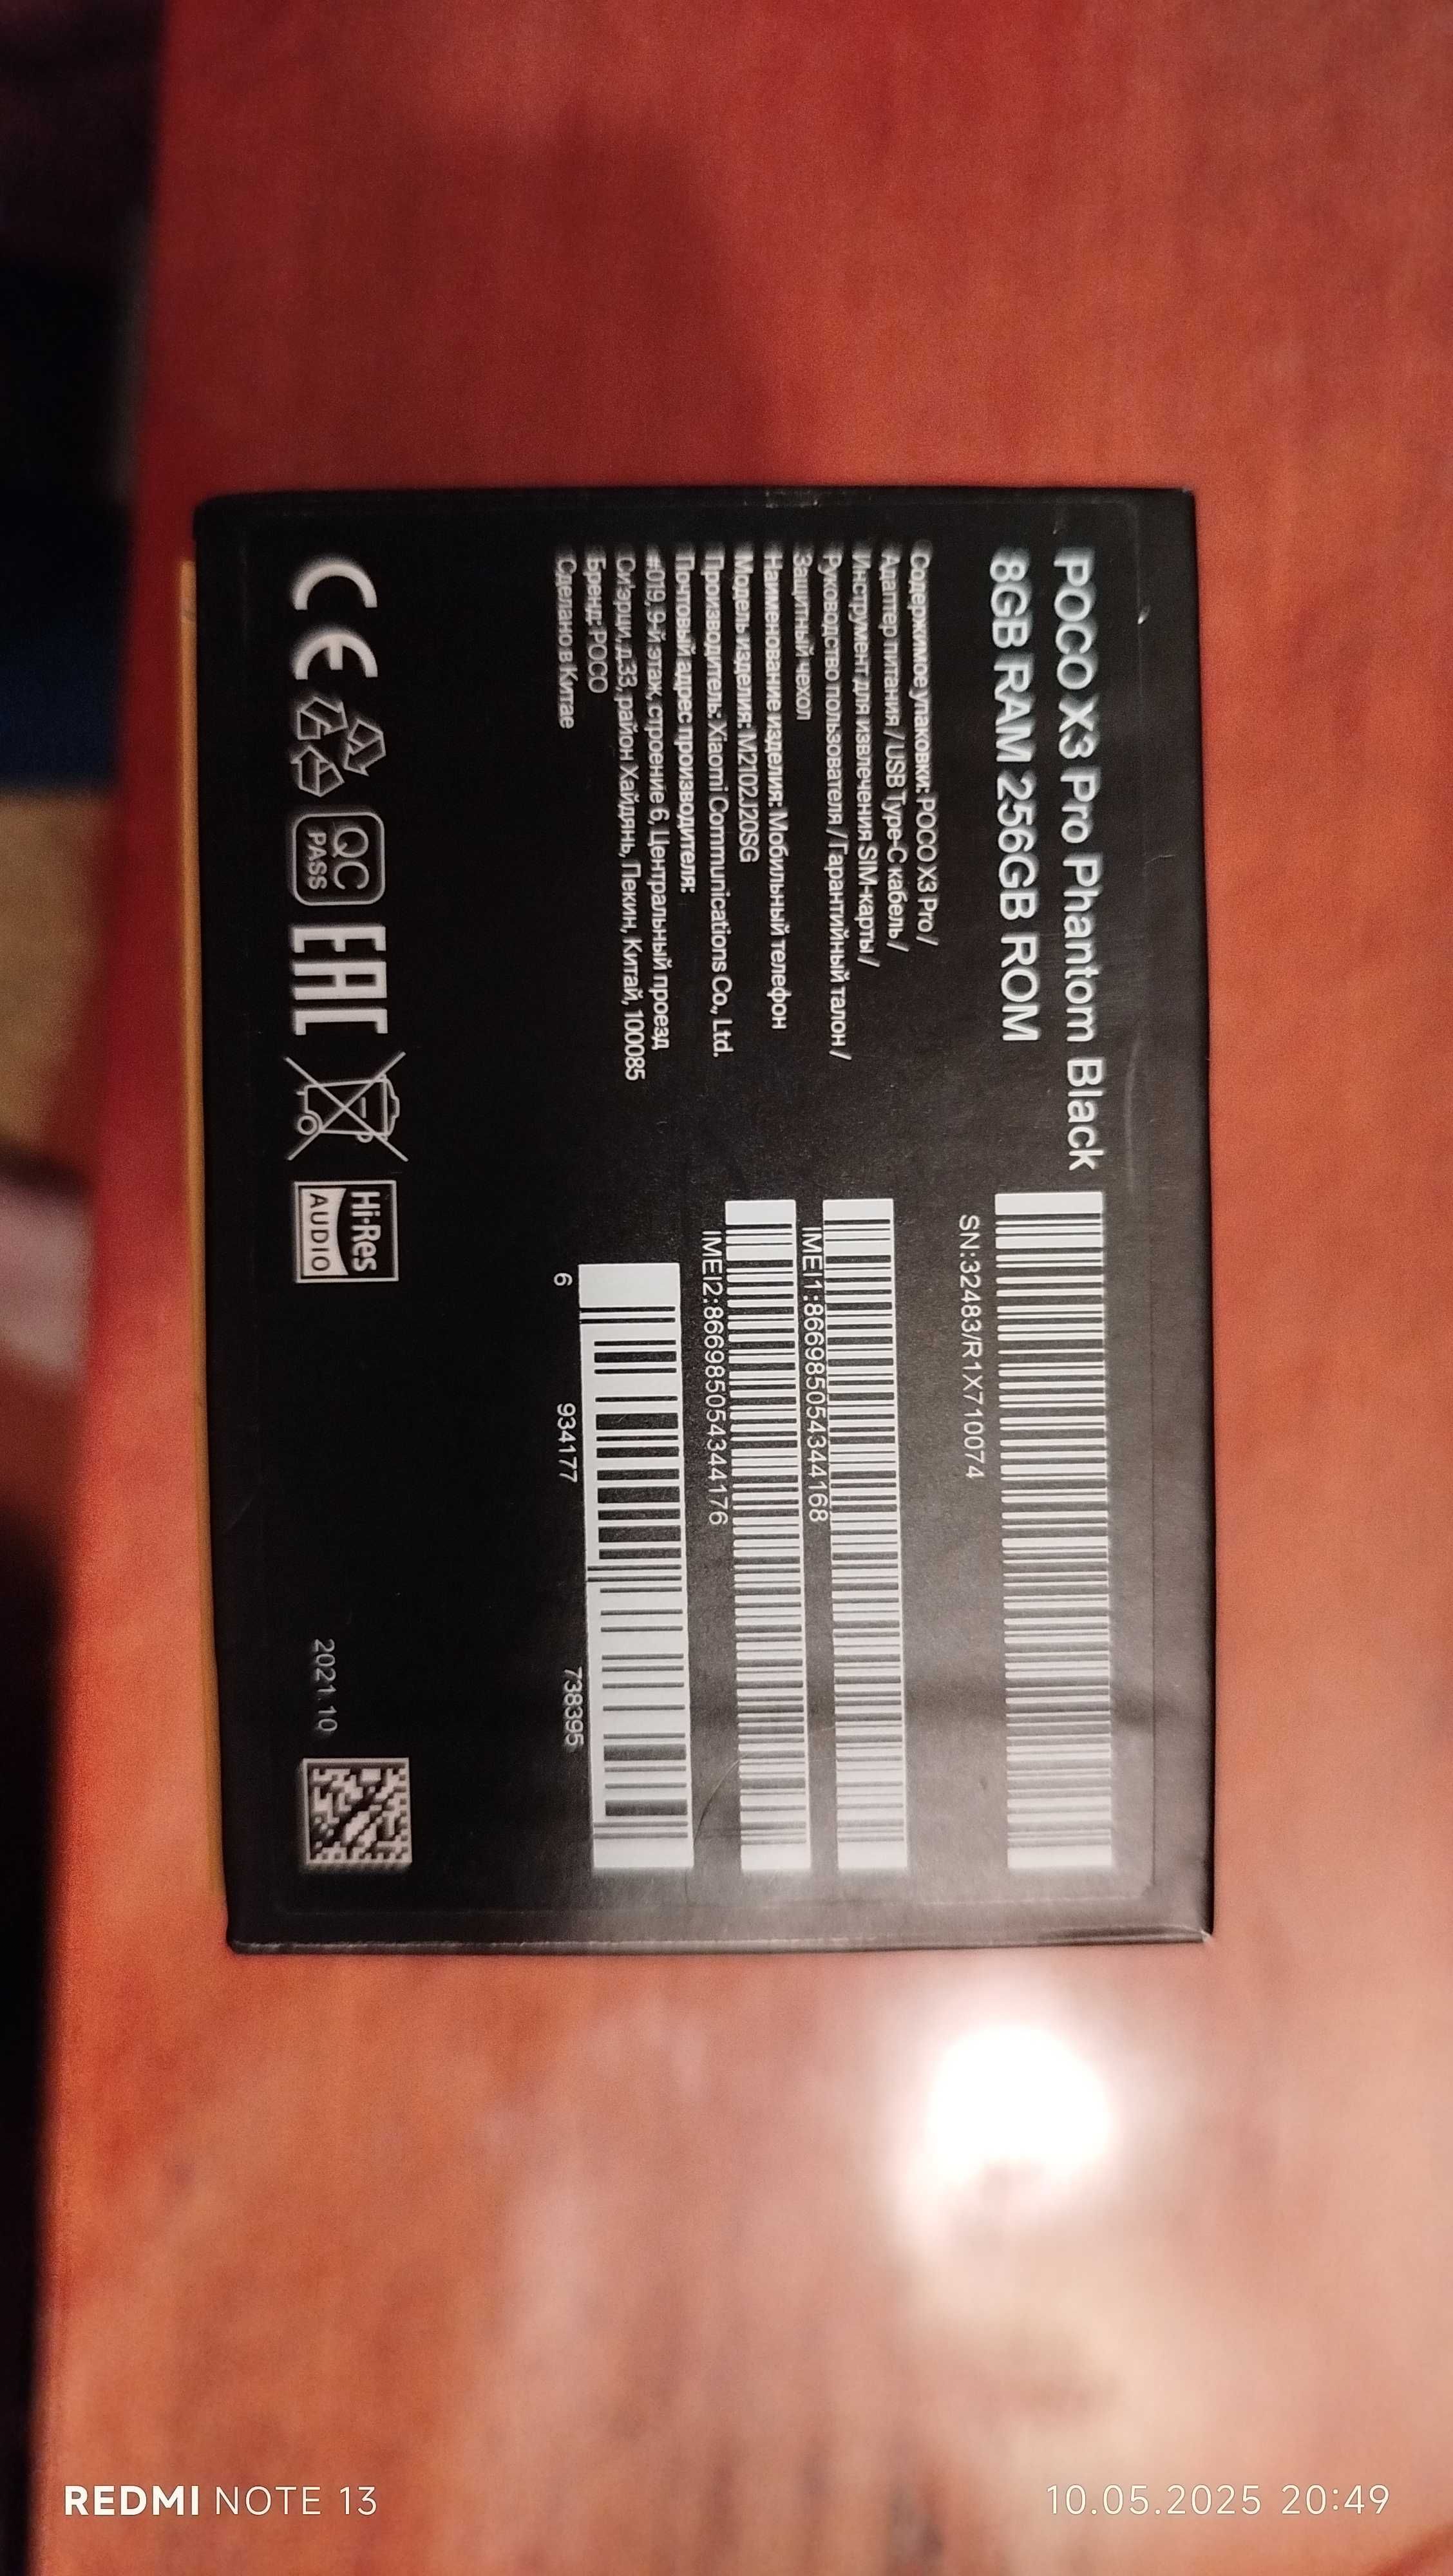 POCO X3 Pro Phantom Black
8GB RAM 256GB ROM
Содержимое упаковки: POCO X3 Pro /
Адаптер питания / USB Type-C кабель /
Инструмент для извлечения SIM-карты /
Руководство пользователя / Гарантийный талон /
Защитный чехол
Наименование изделия: Мобильный телефон
Модель изделия: M2102J20SG
Производитель: Xiaomi Communications Co., Ltd.
Почтовый адрес производителя:
#019, 9-й этаж, строение 6, Центральный проезд
Си'эрци, д.33, район Хайдянь, Пекин, Китай, 100085
Бренд: POCO
Сделано в Китае
SN:32483/R1X710074
IMEI1:866985054344168
IMEI2:866985054344176
6 934177 738395
CE
QC
PASS
EAC
Hi-Res
AUDIO
2021.10
REDMI NOTE 13
10.05.2025 20:49